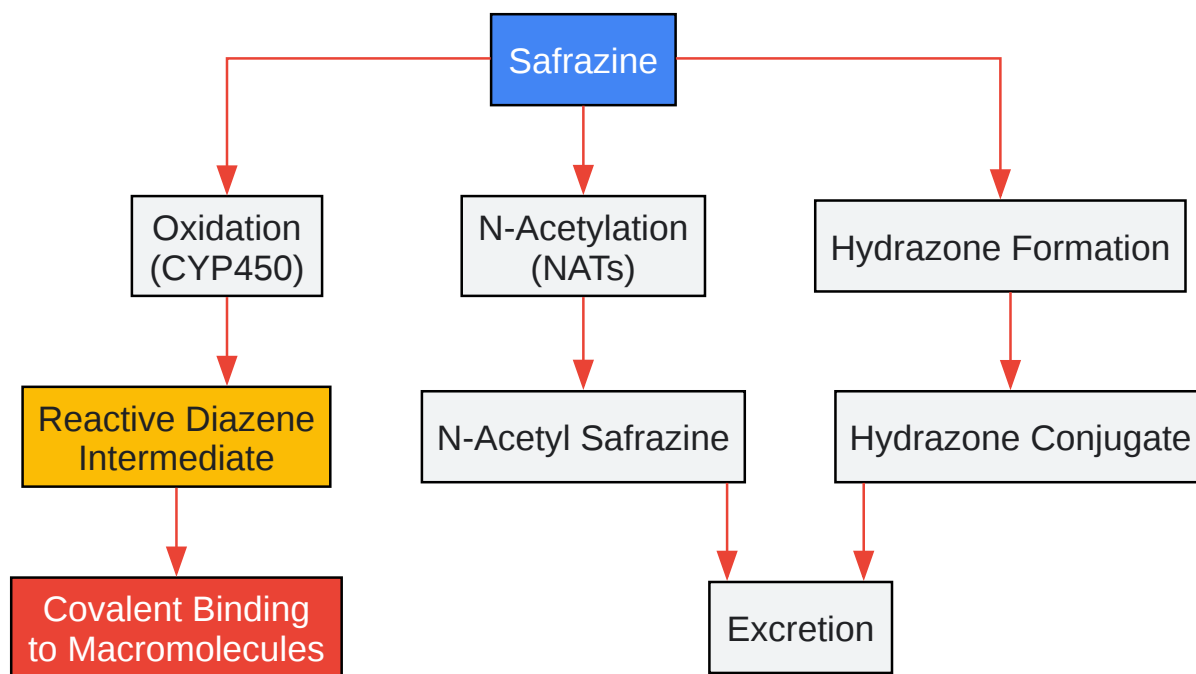 Safrazine
Oxidation
(CYP450)
N-Acetylation
(NATs)
Hydrazone Formation
Reactive Diazene
Intermediate
N-Acetyl Safrazine
Hydrazone Conjugate
Covalent Binding
to Macromolecules
Excretion